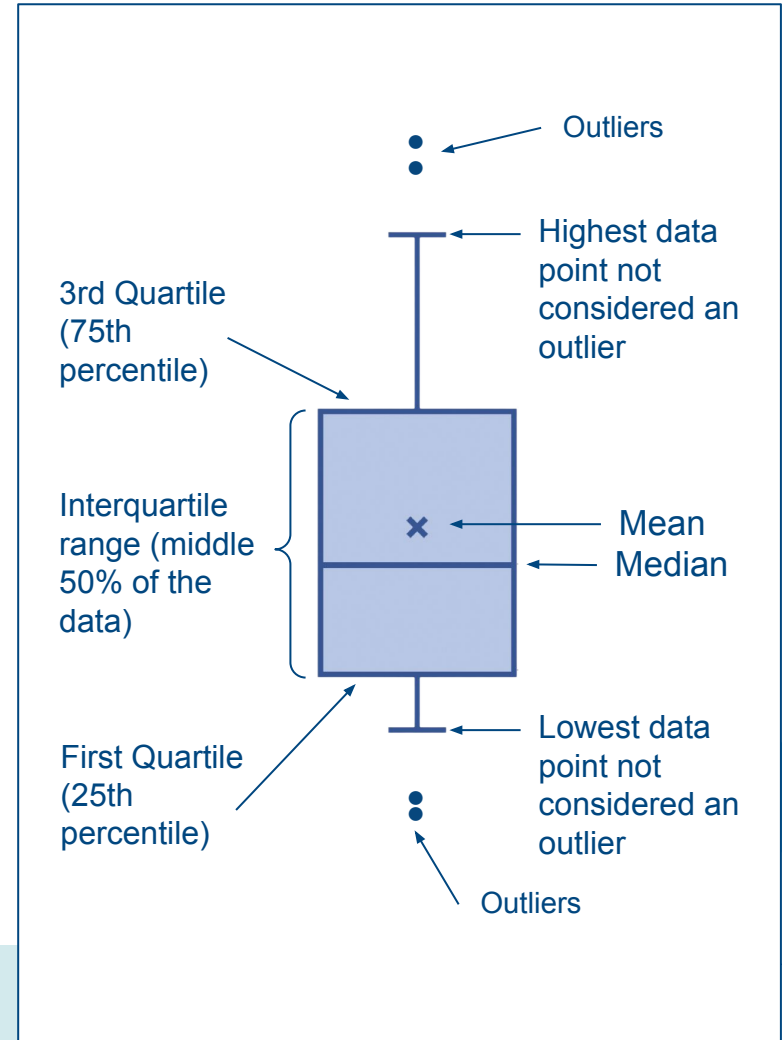 Outliers
Highest data
point not
considered an
outlier
3rd Quartile
(75th
percentile)
Interquartile
range (middle
50% of the
data)
Mean
Median
First Quartile
(25th
percentile)
Lowest data
point not
considered an
outlier
Outliers